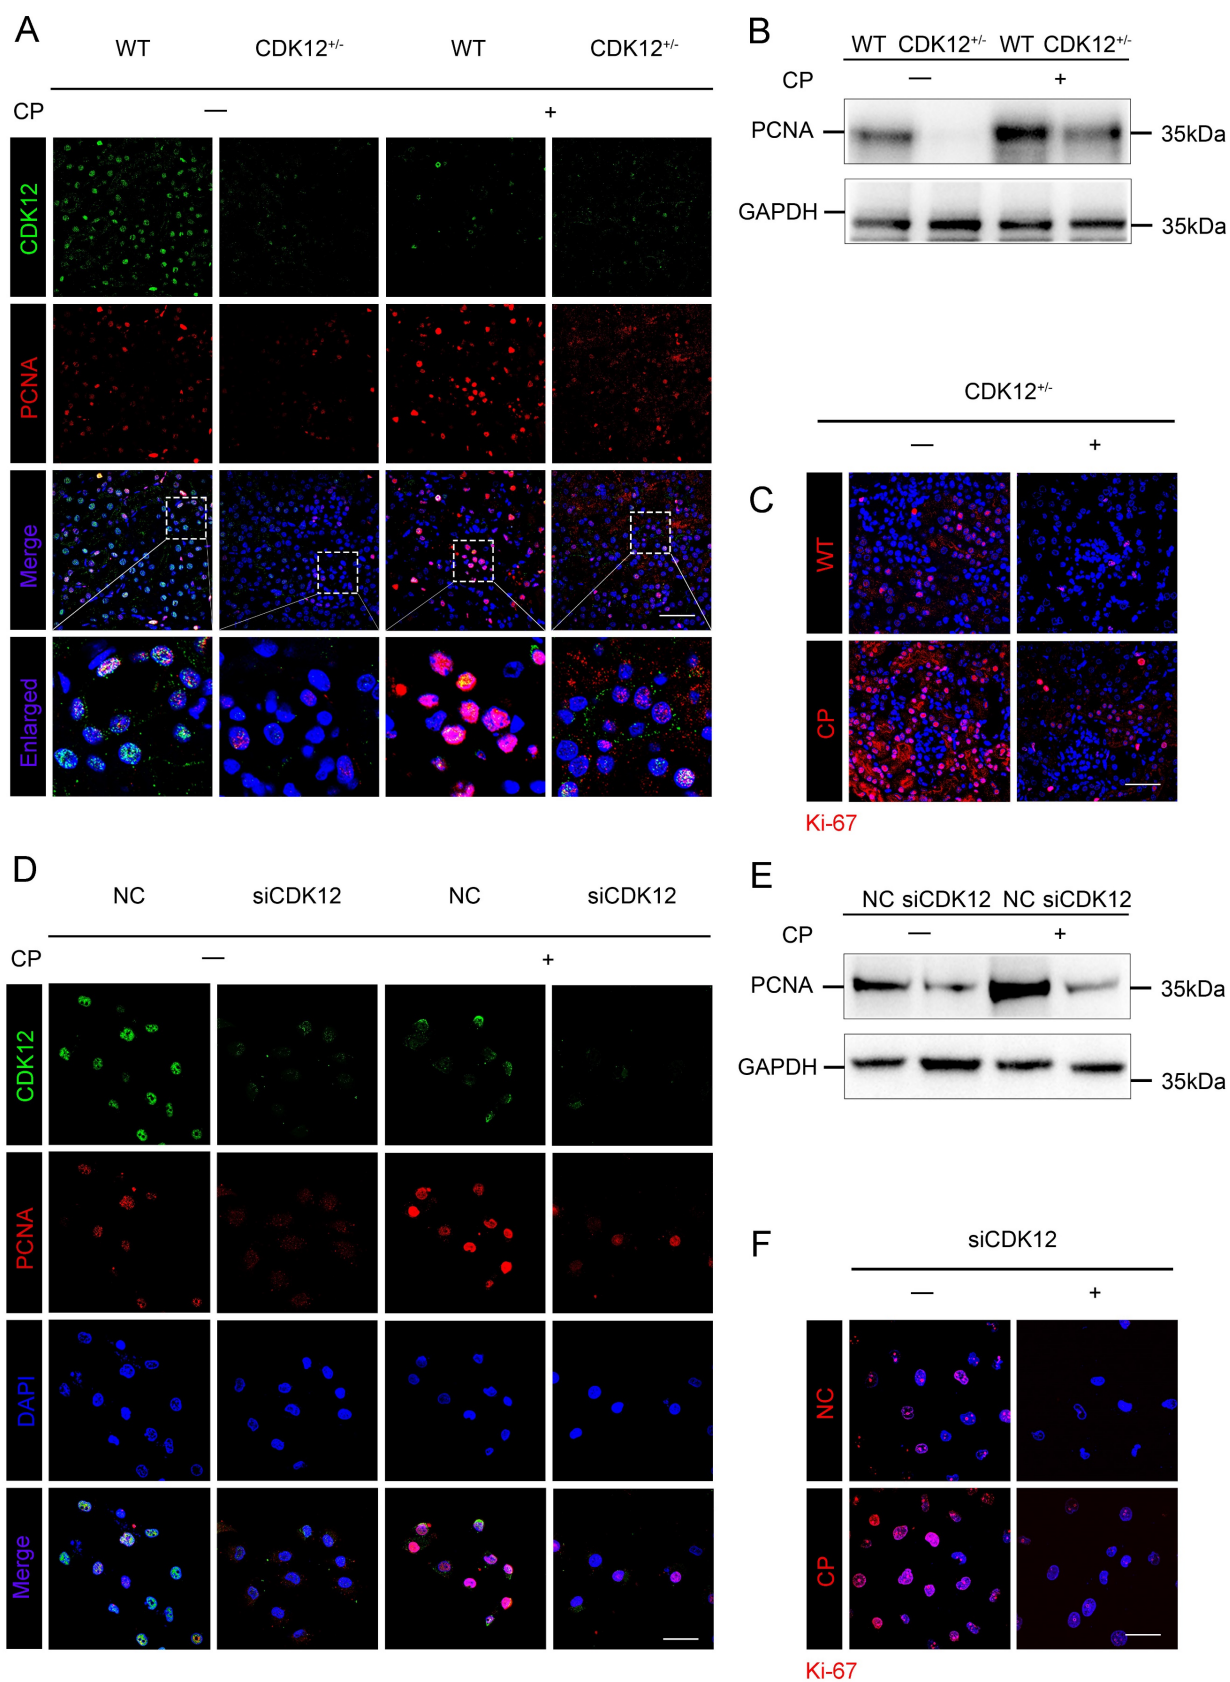 A
WT CDK12+/- WT CDK12+/-
CP — +
CDK12
PCNA
Merge
Enlarged
B
WT CDK12+/- WT CDK12+/-
CP — +
PCNA 35kDa
GAPDH 35kDa
C
CDK12+/-
— +
WT
CP
Ki-67
D
NC siCDK12 NC siCDK12
CP — +
CDK12
PCNA
DAPI
Merge
E
NC siCDK12 NC siCDK12
CP — +
PCNA 35kDa
GAPDH 35kDa
F
siCDK12
— +
NC
CP
Ki-67